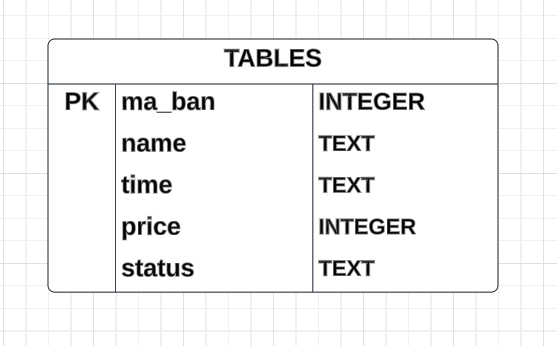 TABLES
PK ma_ban INTEGER
name TEXT
time TEXT
price INTEGER
status TEXT